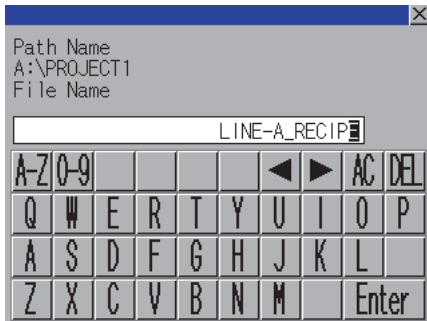 Path Name
A:\PROJECT1
File Name
LINE-A_RECIPE
A-Z 0-9 ◀ ▶ AC DEL
Q W E R T Y U I O P
A S D F G H J K L
Z X C V B N M Enter